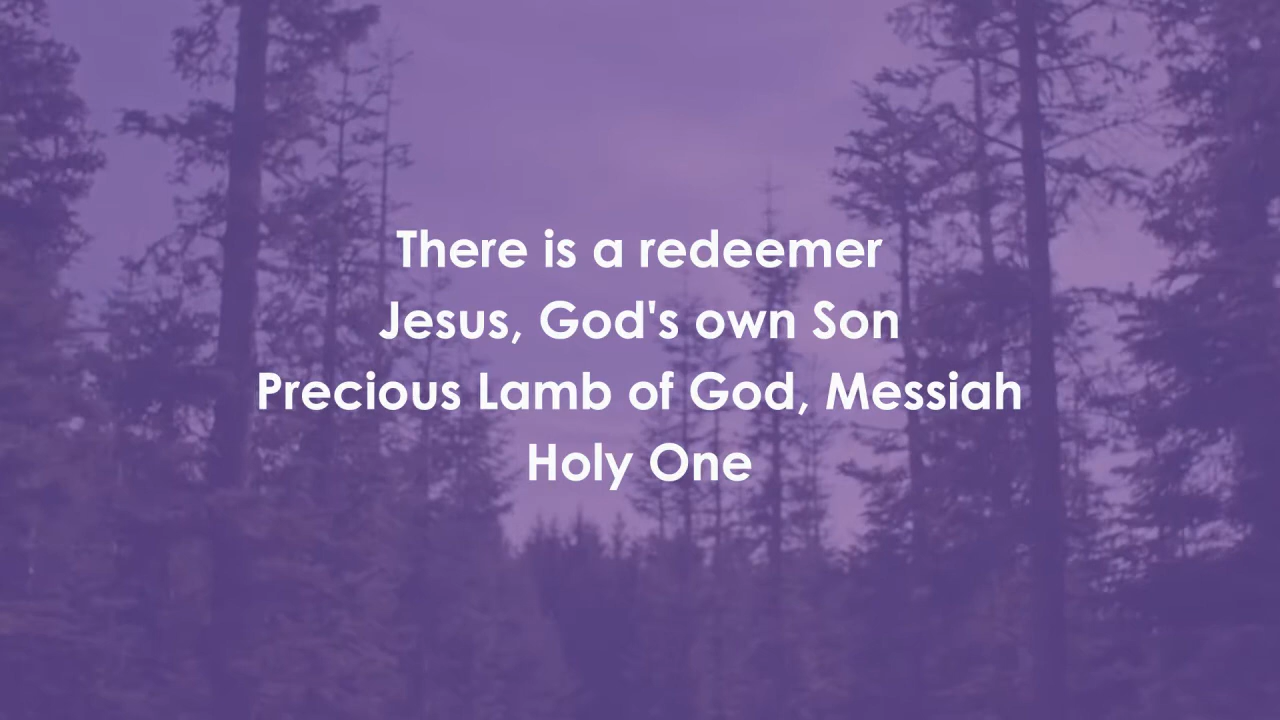 There is a redeemer
Jesus, God's own Son
Precious Lamb of God, Messiah
Holy One